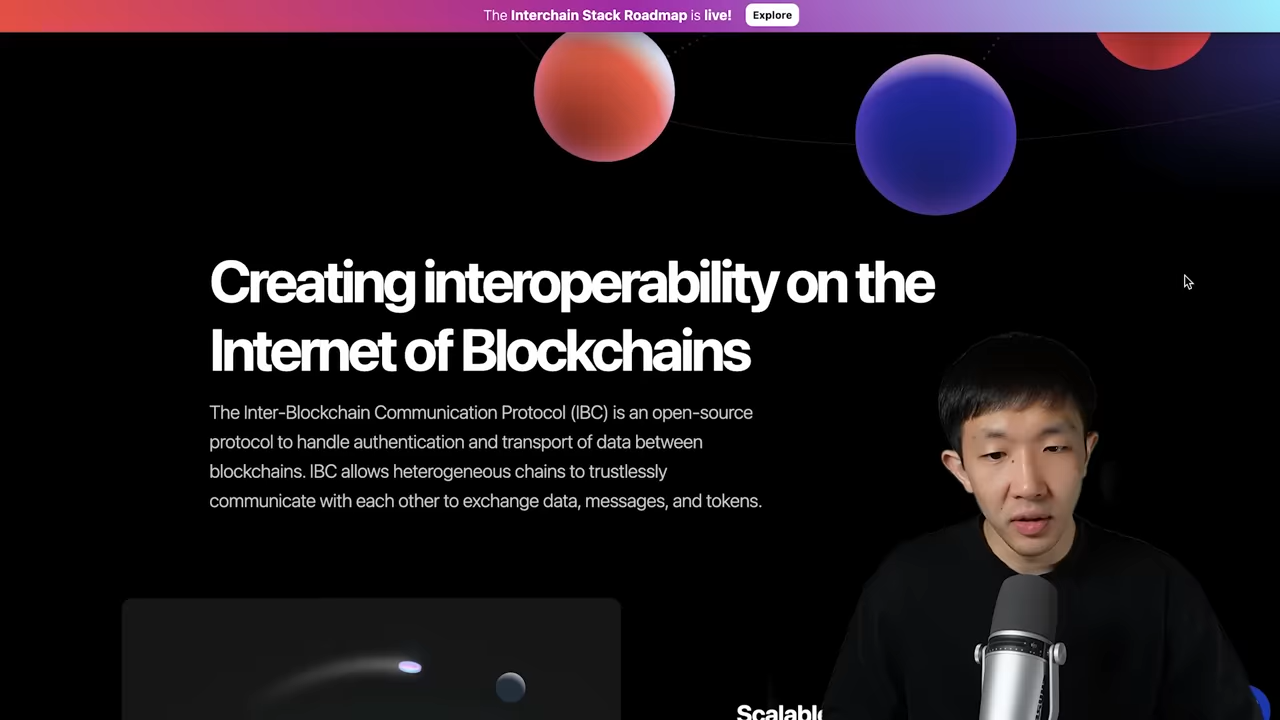 The Interchain Stack Roadmap is live! Explore
Creating interoperability on the
Internet of Blockchains
The Inter-Blockchain Communication Protocol (IBC) is an open-source
protocol to handle authentication and transport of data between
blockchains. IBC allows heterogeneous chains to trustlessly
communicate with each other to exchange data, messages, and tokens.